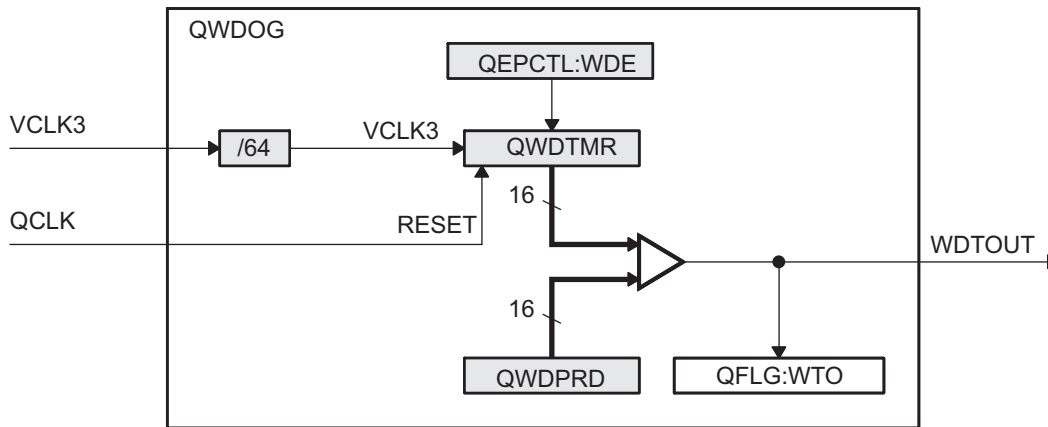 QWDOG
QEPCTL:WDE
VCLK3
/64
VCLK3
QWDTMR
16
QCLK
RESET
WDTOUT
16
QWDPRD
QFLG:WTO